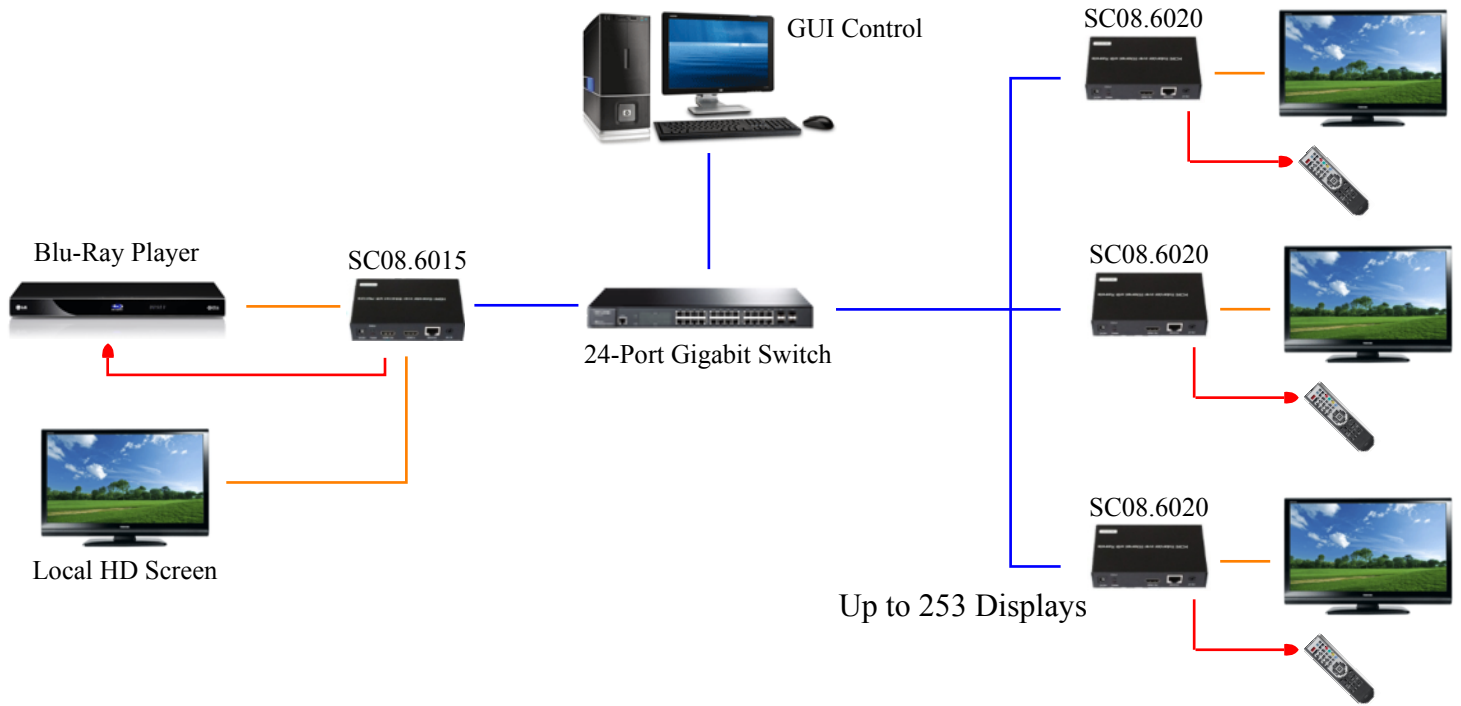 GUI Control
SC08.6020
Blu-Ray Player
SC08.6015
SC08.6020
24-Port Gigabit Switch
SC08.6020
Local HD Screen
Up to 253 Displays